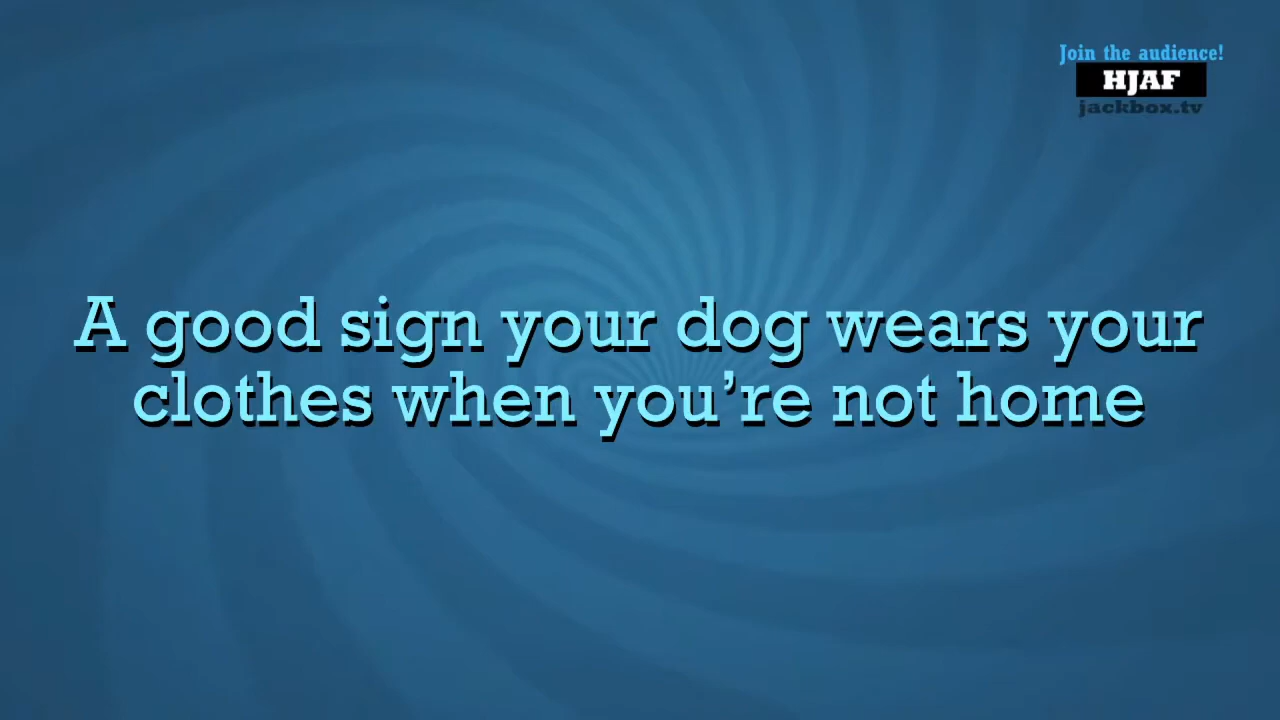 Join the audience!
HJAF
jackbox.tv
A good sign your dog wears your
clothes when you’re not home